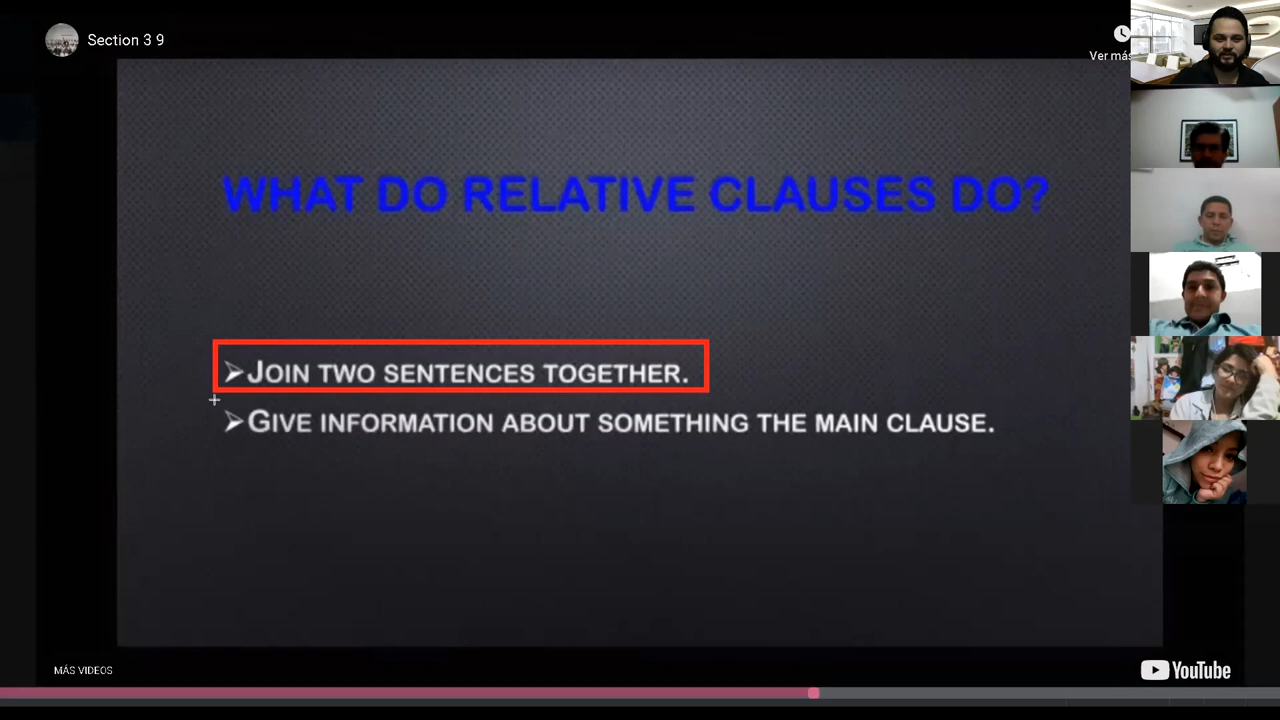 Section 3 9
Ver más
WHAT DO RELATIVE CLAUSES DO?
➢JOIN TWO SENTENCES TOGETHER.
➢GIVE INFORMATION ABOUT SOMETHING THE MAIN CLAUSE.
MÁS VIDEOS
YouTube